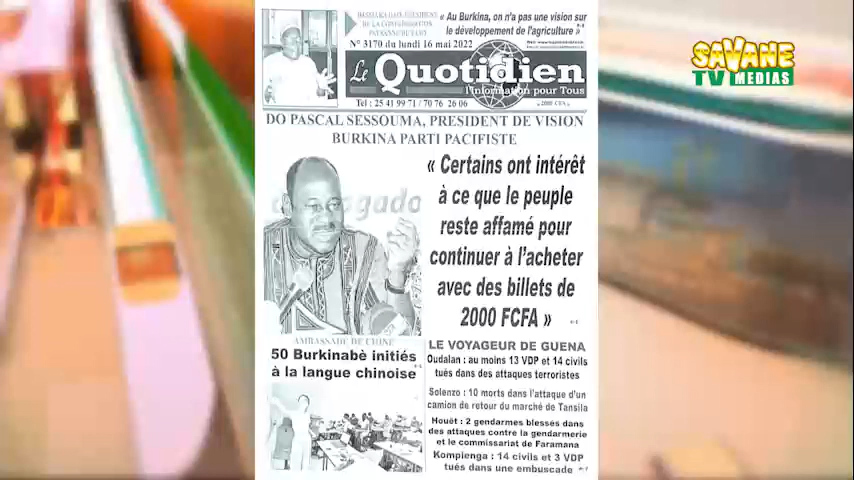 « Au Burkina, on n'a pas une vision sur
le développement de l'agriculture »
N° 3170 du lundi 16 mai 2022
Le Quotidien
l'Information pour Tous
Tel : 25 41 99 71 / 70 76 26 06
DO PASCAL SESSOUMA, PRESIDENT DE VISION
BURKINA PARTI PACIFISTE
« Certains ont intérêt
à ce que le peuple
reste affamé pour
continuer à l'acheter
avec des billets de
2000 FCFA »
AMBASSADE DE CHINE
50 Burkinabè initiés
à la langue chinoise
LE VOYAGEUR DE GUENA
Oudalan : au moins 13 VDP et 14 civils
tués dans des attaques terroristes
Solenzo : 10 morts dans l'attaque d'un
camion de retour du marché de Tansila
Houët : 2 gendarmes blessés dans
des attaques contre la gendarmerie
et le commissariat de Faramana
Kompienga : 14 civils et 3 VDP
tués dans une embuscade
SAVANE
TV MEDIAS